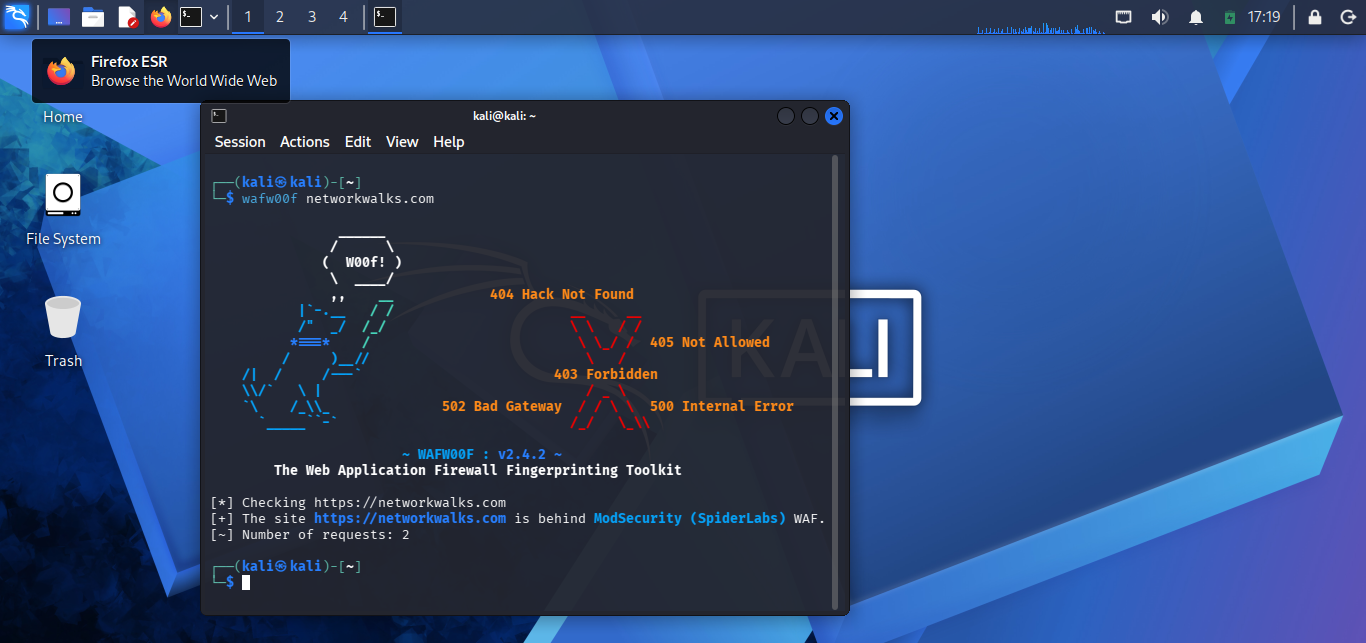 1 2 3 4
17:19
Firefox ESR
Browse the World Wide Web
Home
File System
Trash
kali@kali: ~
Session Actions Edit View Help
┌──(kali㉿kali)-[~]
└─$ wafw00f networkwalks.com
W00f!
404 Hack Not Found
405 Not Allowed
403 Forbidden
502 Bad Gateway 500 Internal Error
~ WAFW00F : v2.4.2 ~
The Web Application Firewall Fingerprinting Toolkit
[*] Checking https://networkwalks.com
[+] The site https://networkwalks.com is behind ModSecurity (SpiderLabs) WAF.
[~] Number of requests: 2
┌──(kali㉿kali)-[~]
└─$
KALI